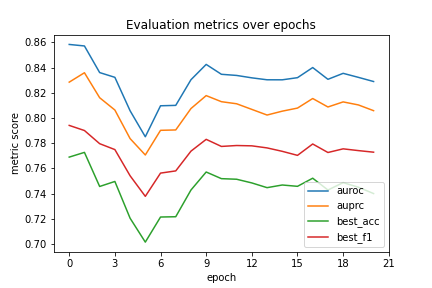 Evaluation metrics over epochs
metric score
0.86
0.84
0.82
0.80
0.78
0.76
0.74
0.72
0.70
auroc
auprc
best_acc
best_f1
0 3 6 9 12 15 18 21
epoch